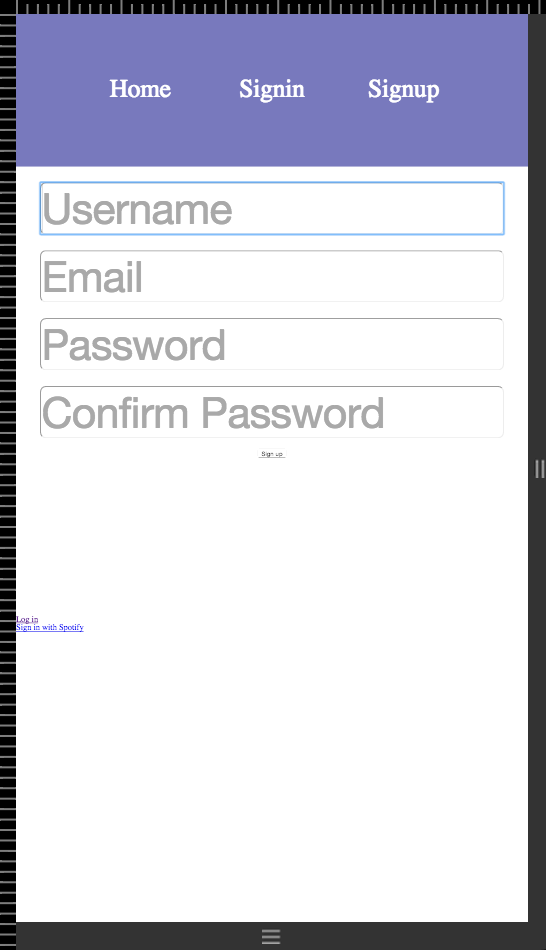 Home Signin Signup
Username
Email
Password
Confirm Password
Sign up
Log in
Sign in with Spotify